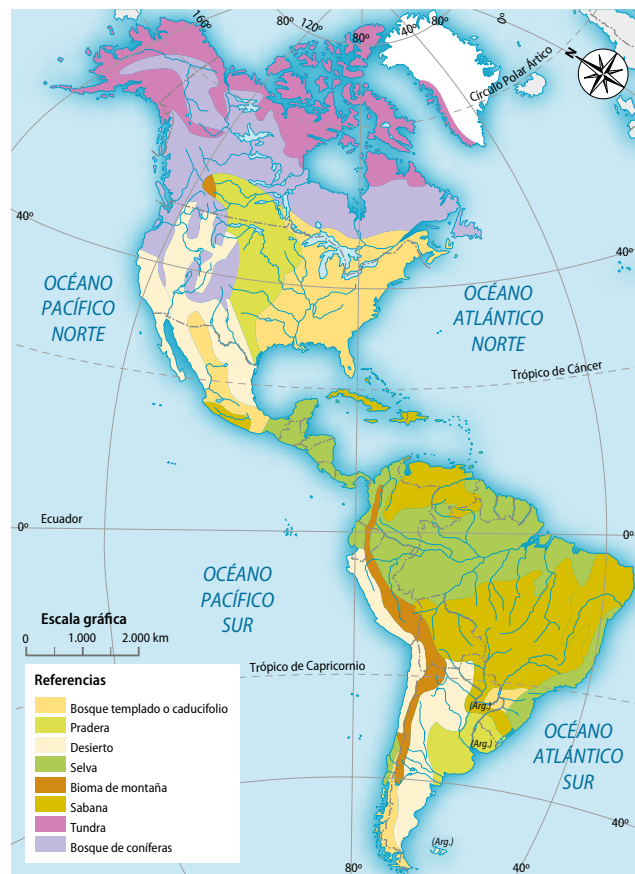 160º
80º
120º
80º
40º
80º
0º
40º
N
Círculo Polar Ártico
40º
40º
OCÉANO
PACÍFICO
NORTE
OCÉANO
ATLÁNTICO
NORTE
Trópico de Cáncer
Ecuador
0º
0º
OCÉANO
PACÍFICO
SUR
Escala gráfica
0 1.000 2.000 km
Trópico de Capricornio
Referencias
Bosque templado o caducifolio
Pradera
Desierto
Selva
Bioma de montaña
Sabana
Tundra
Bosque de coníferas
(Arg.)
(Arg.)
OCÉANO
ATLÁNTICO
SUR
(Arg.)
40º
80º
40º